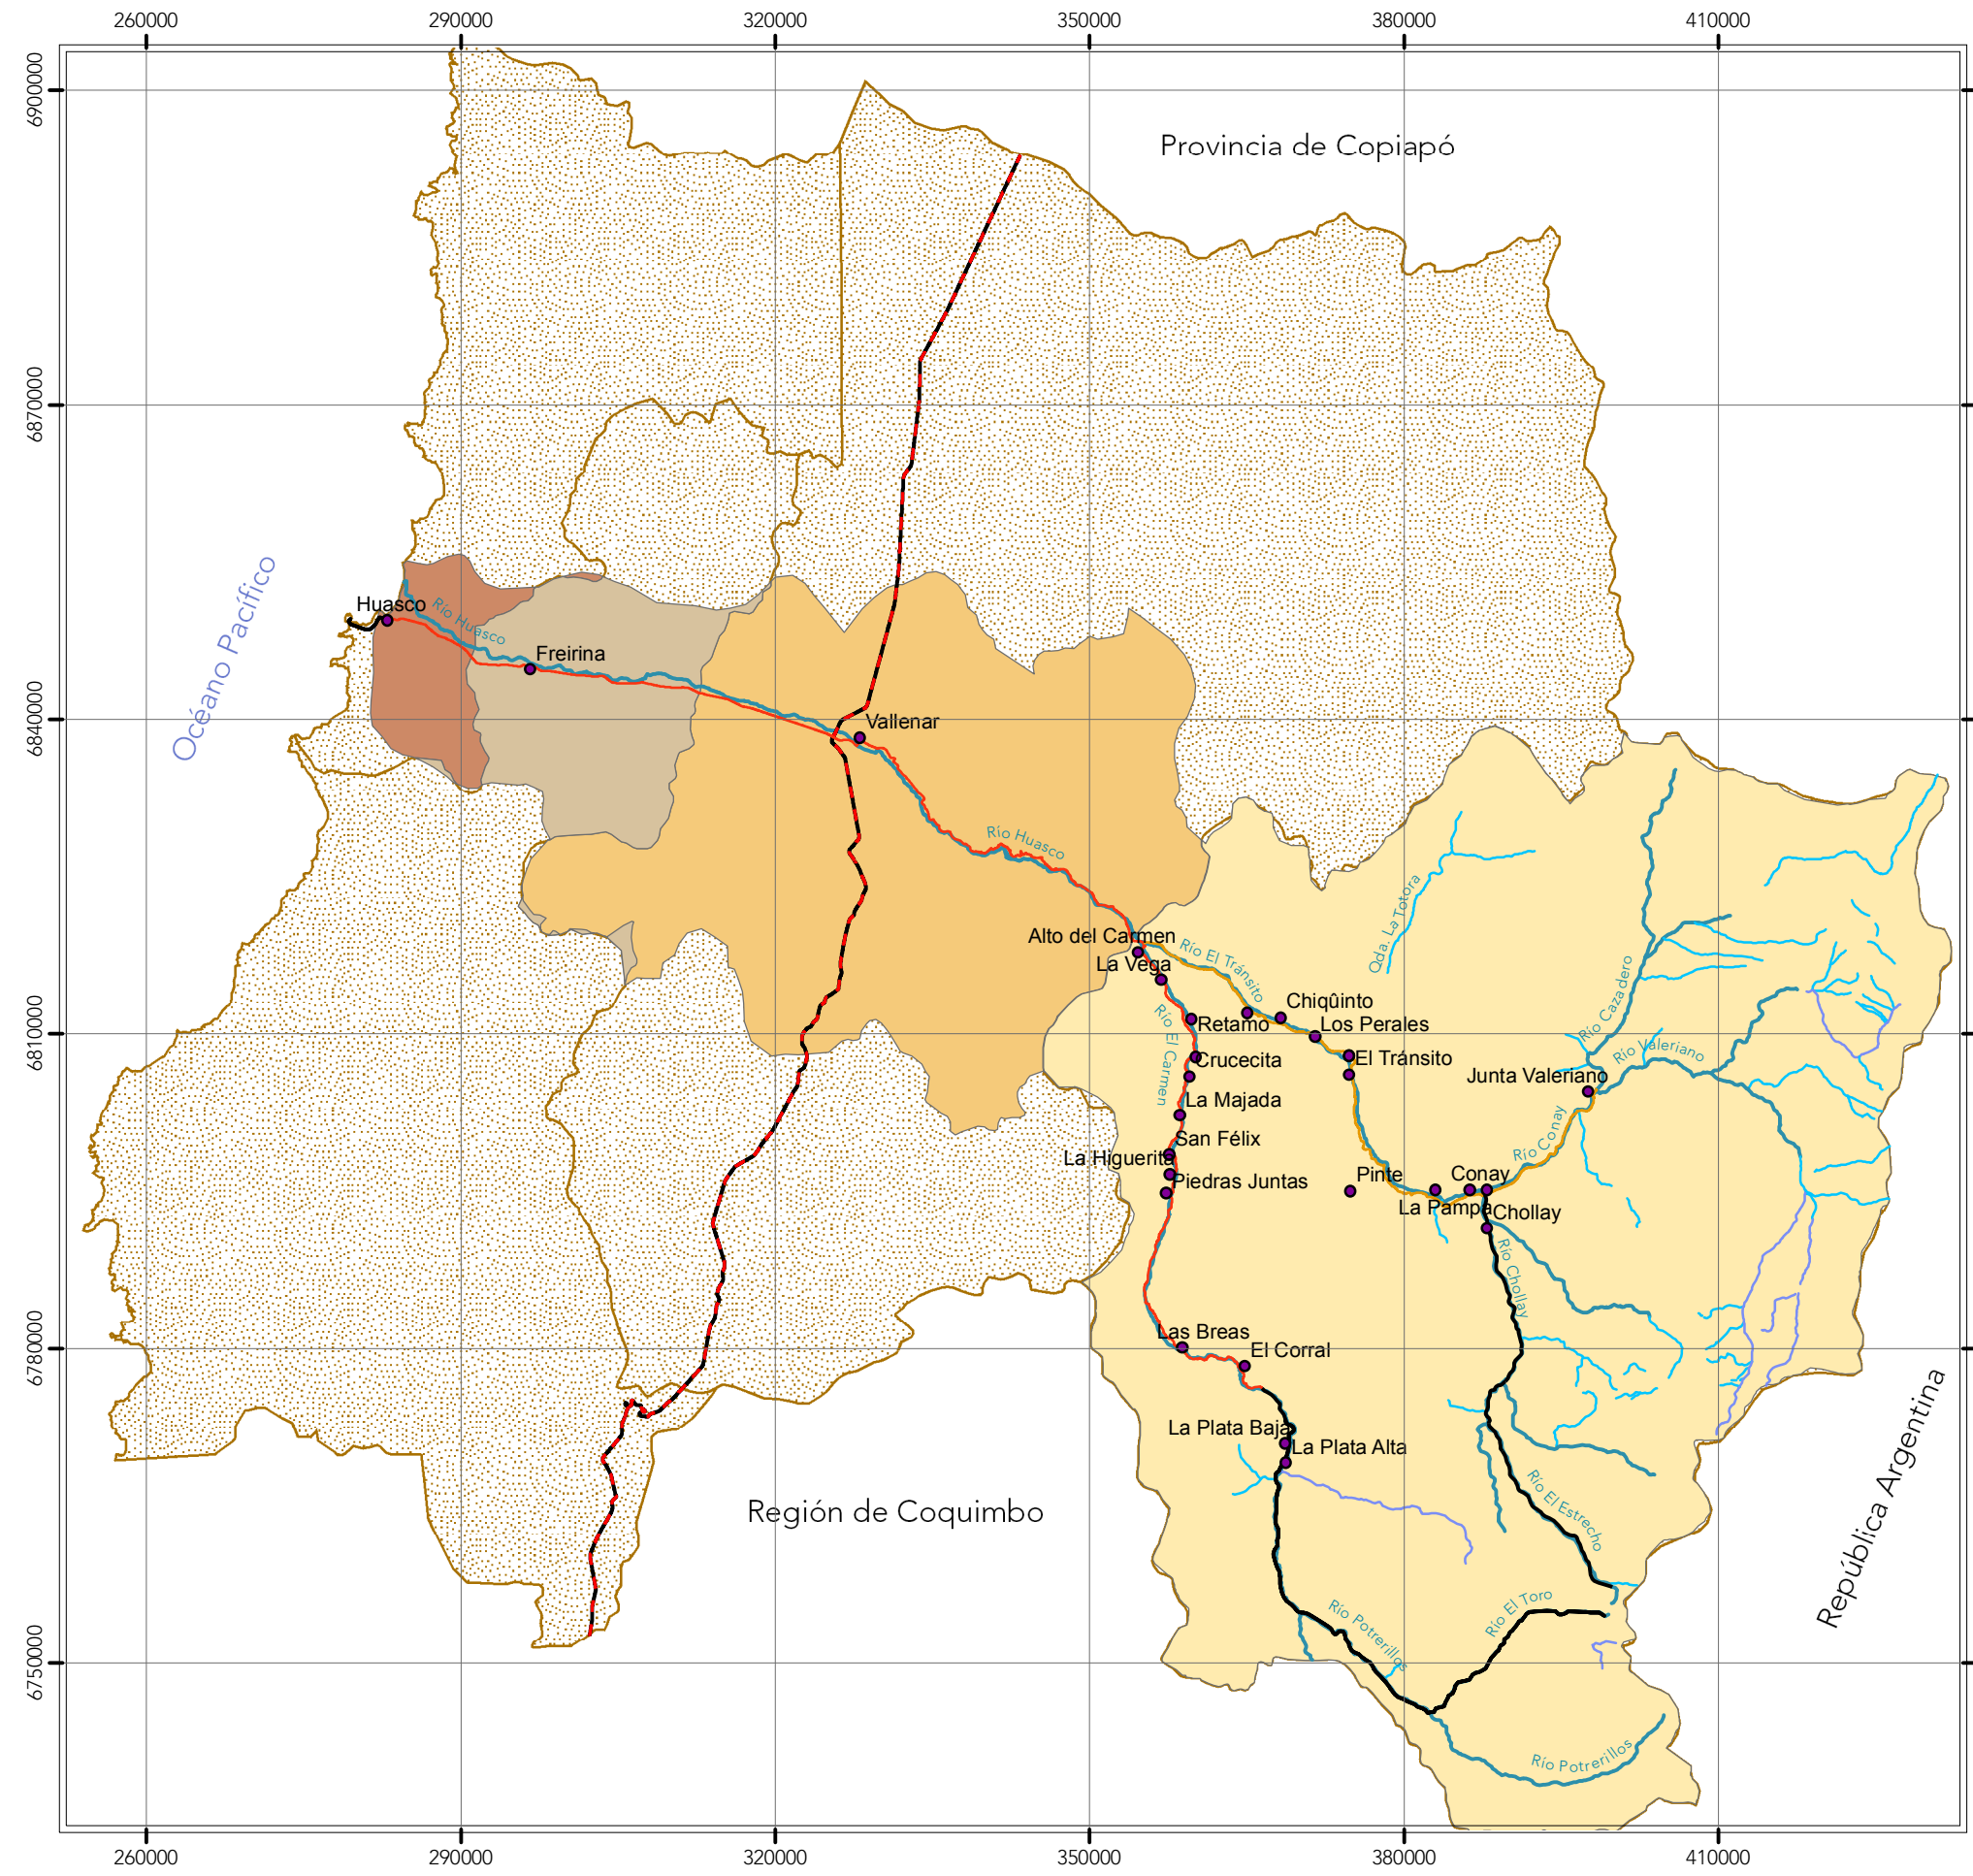 260000 290000 320000 350000 380000 410000
6900000
Provincia de Copiapó
6870000
Océano Pacífico
Huasco
Río Huasco
Freirina
6840000
Vallenar
Río Huasco
Qda. La Totora
Alto del Carmen
Río El Tránsito
La Vega
Río Cazadero
Chiqûinto
Retamo
Los Perales
6810000
Río El Carmen
Crucecita
El Tránsito
Río Valeriano
Junta Valeriano
La Majada
San Félix
Río Conay
La Higuerita
Piedras Juntas
Pinte
Conay
La Pampa
Chollay
Río Chollay
Las Breas
6780000
El Corral
La Plata Baja
La Plata Alta
República Argentina
Región de Coquimbo
Río El Estrecho
Río El Toro
Río Potrerillos
6750000
Río Potrerillos
260000 290000 320000 350000 380000 410000